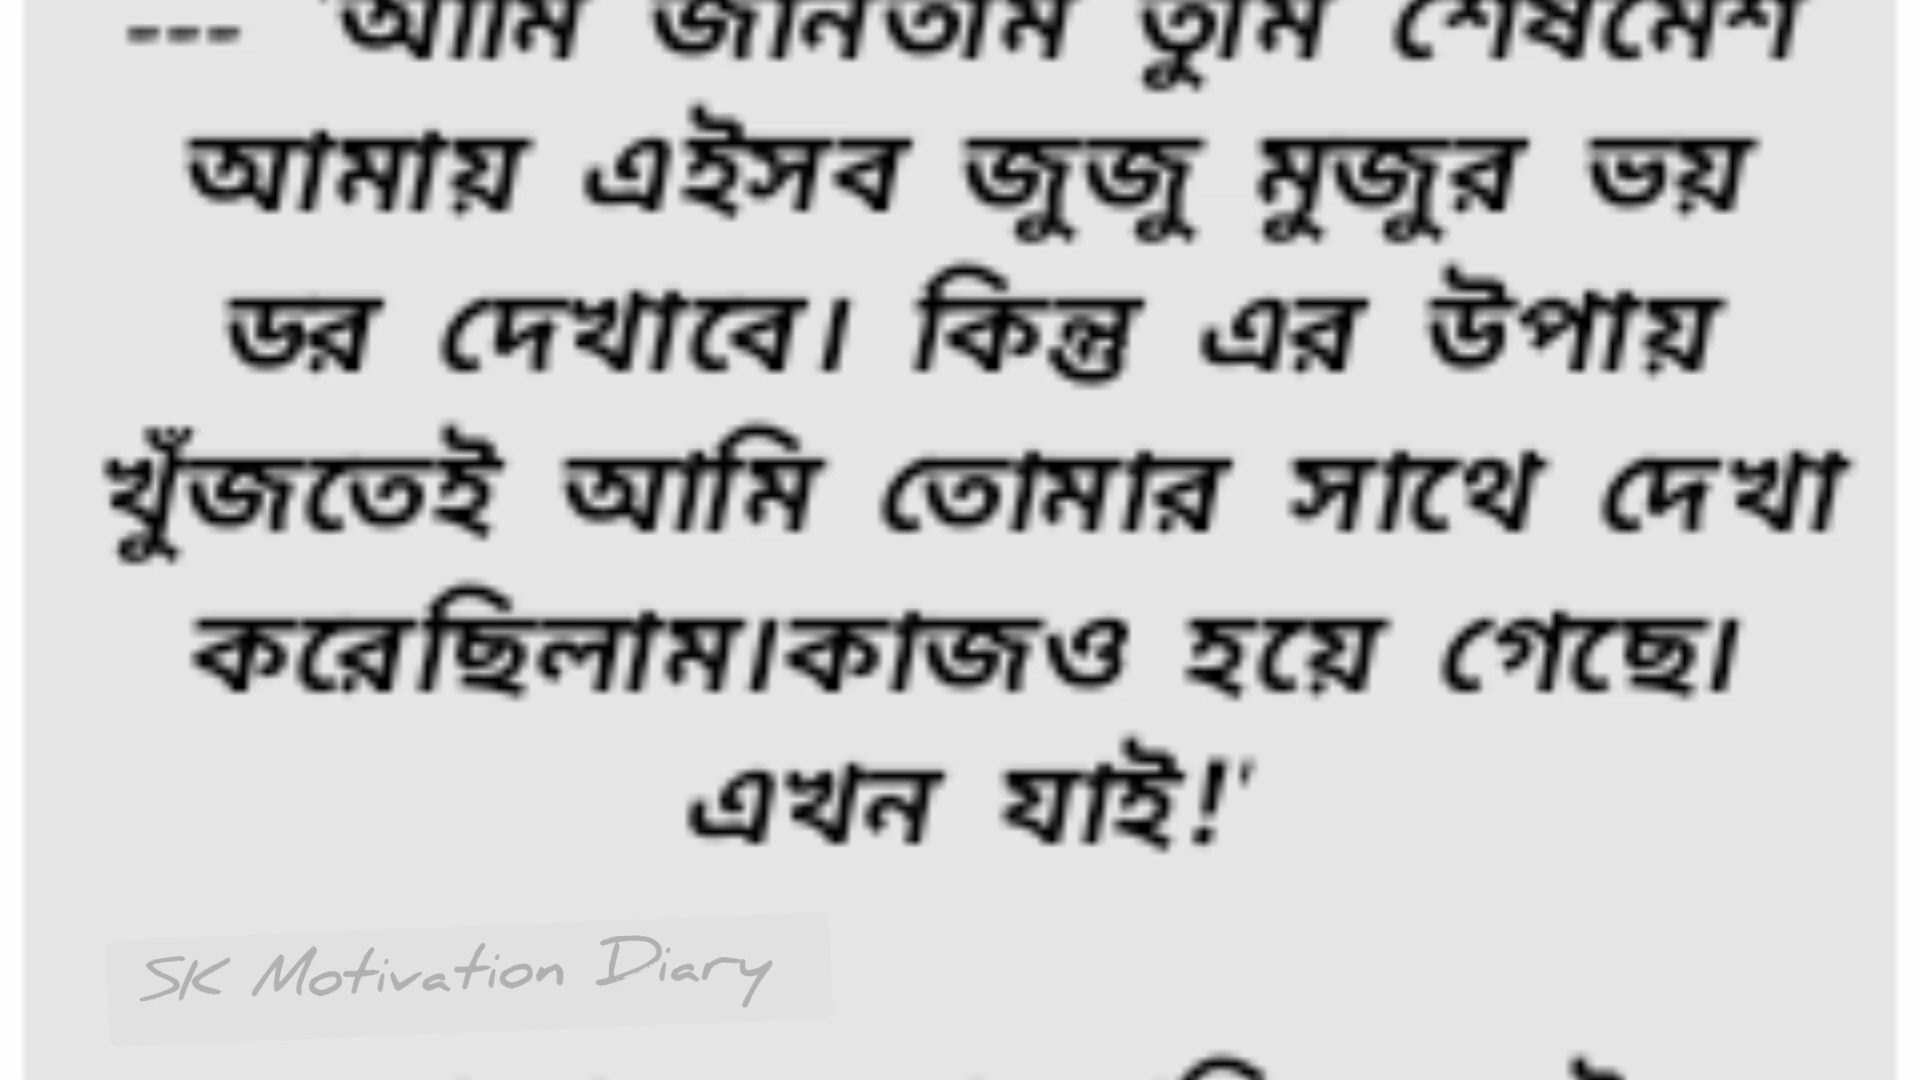 --- 'আমি জানতাম তুমি শেষমেশ
আমায় এইসব জুজু মুজুর ভয়
ডর দেখাবে। কিন্তু এর উপায়
খুঁজতেই আমি তোমার সাথে দেখা
করেছিলাম।কাজও হয়ে গেছে।
এখন যাই!'
SK Motivation Diary